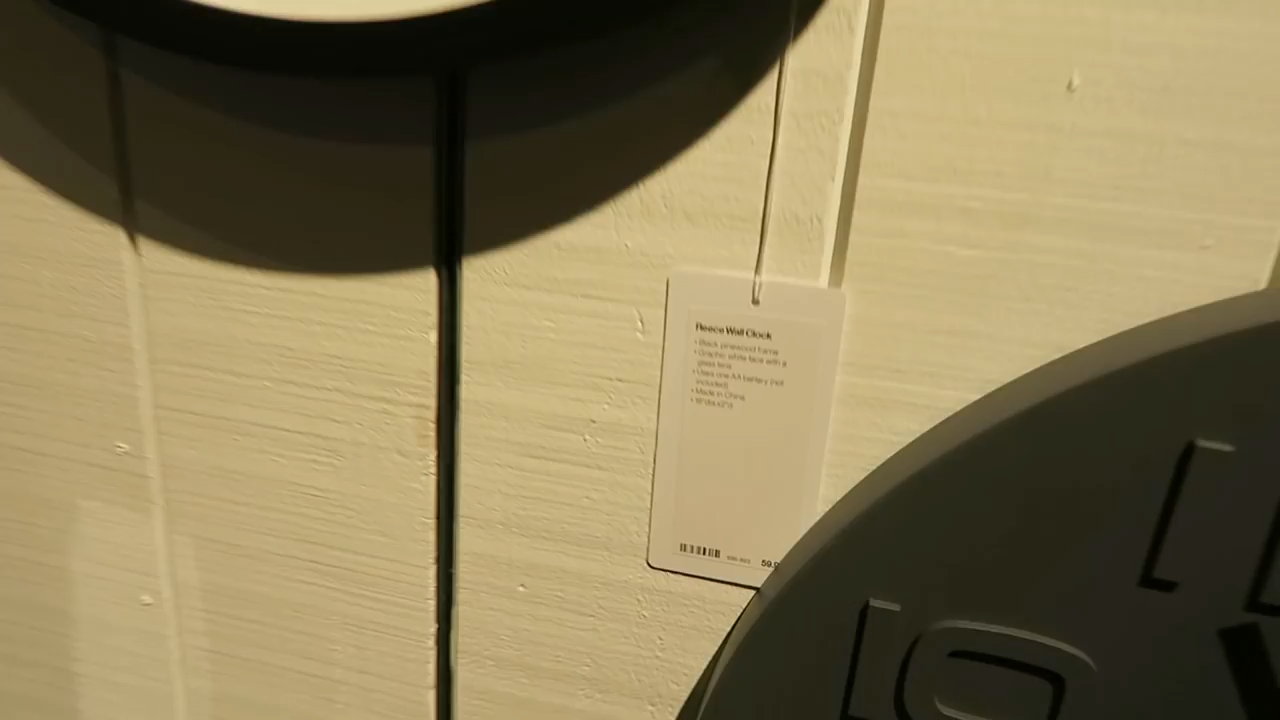 Reece Wall Clock
• Black pinewood frame
• Graphic white face with a
glass lens
• Uses one AA battery (not
included)
• Made in China
10